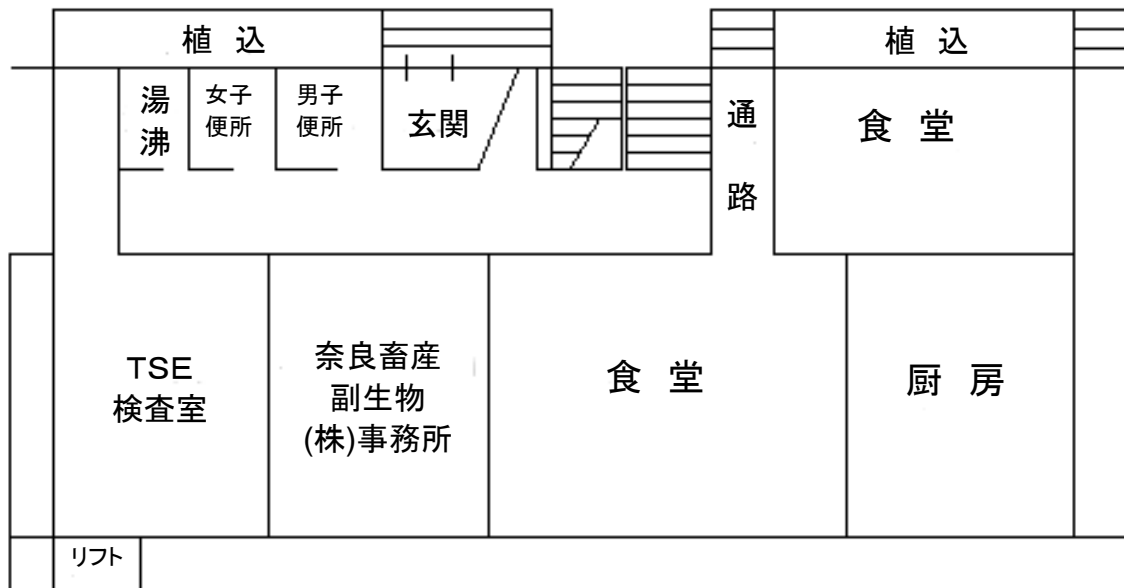 植 込
植 込
湯
沸
女子
便所
男子
便所
玄関
通
路
食 堂
TSE
検査室
奈良畜産
副生物
(株)事務所
食 堂
厨 房
リフト